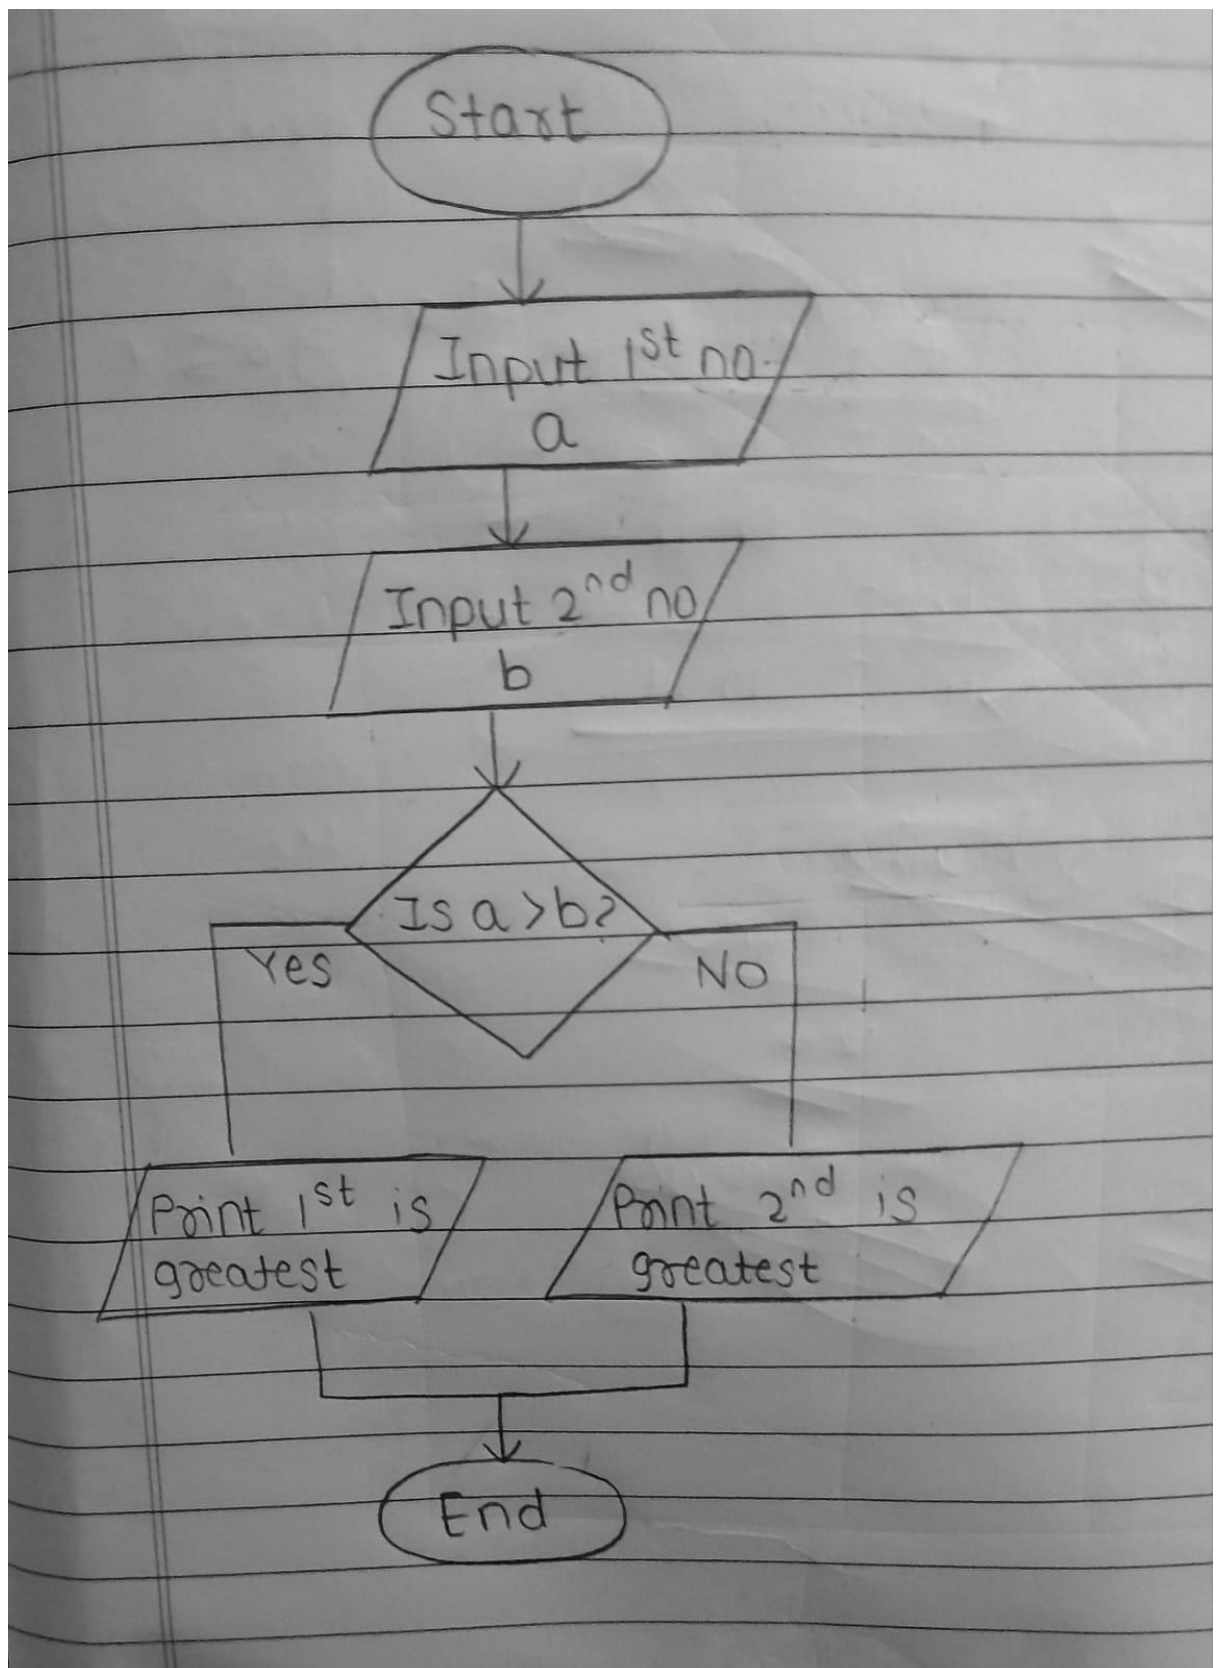 Start
Input 1st no.
a
Input 2nd no
b
Is a > b?
Yes
NO
Print 1st is
greatest
Print 2nd is
greatest
End